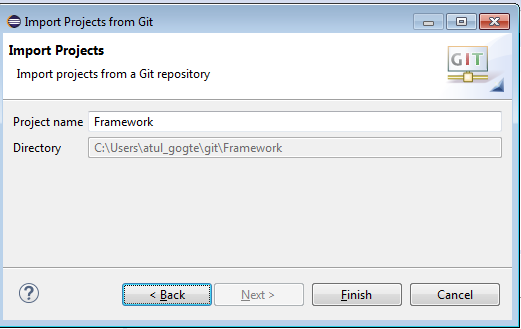 Import Projects from Git
Import Projects
Import projects from a Git repository
GIT
Project name Framework
Directory C:\Users\atul_gogte\git\Framework
? < Back Next > Finish Cancel